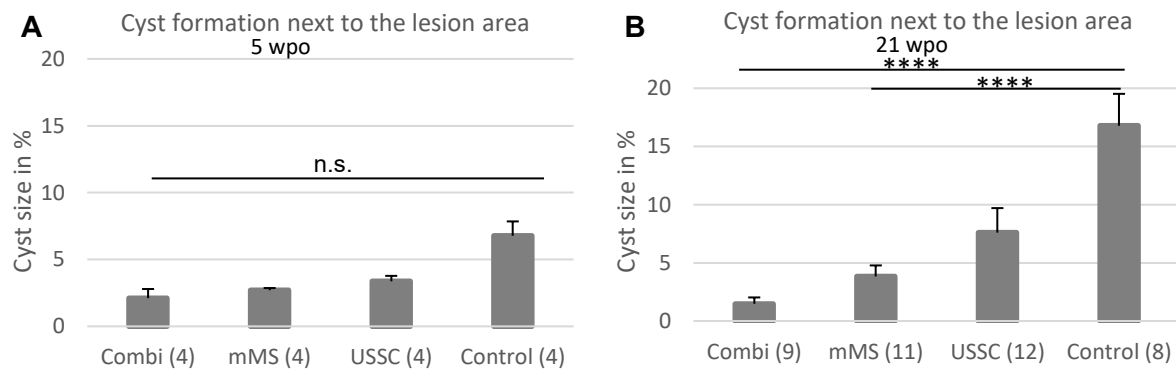 A
Cyst formation next to the lesion area
5 wpo
20
15
10
5
0
Cyst size in %
n.s.
Combi (4) mMS (4) USSC (4) Control (4)
B
Cyst formation next to the lesion area
21 wpo
****
****
20
15
10
5
0
Cyst size in %
Combi (9) mMS (11) USSC (12) Control (8)